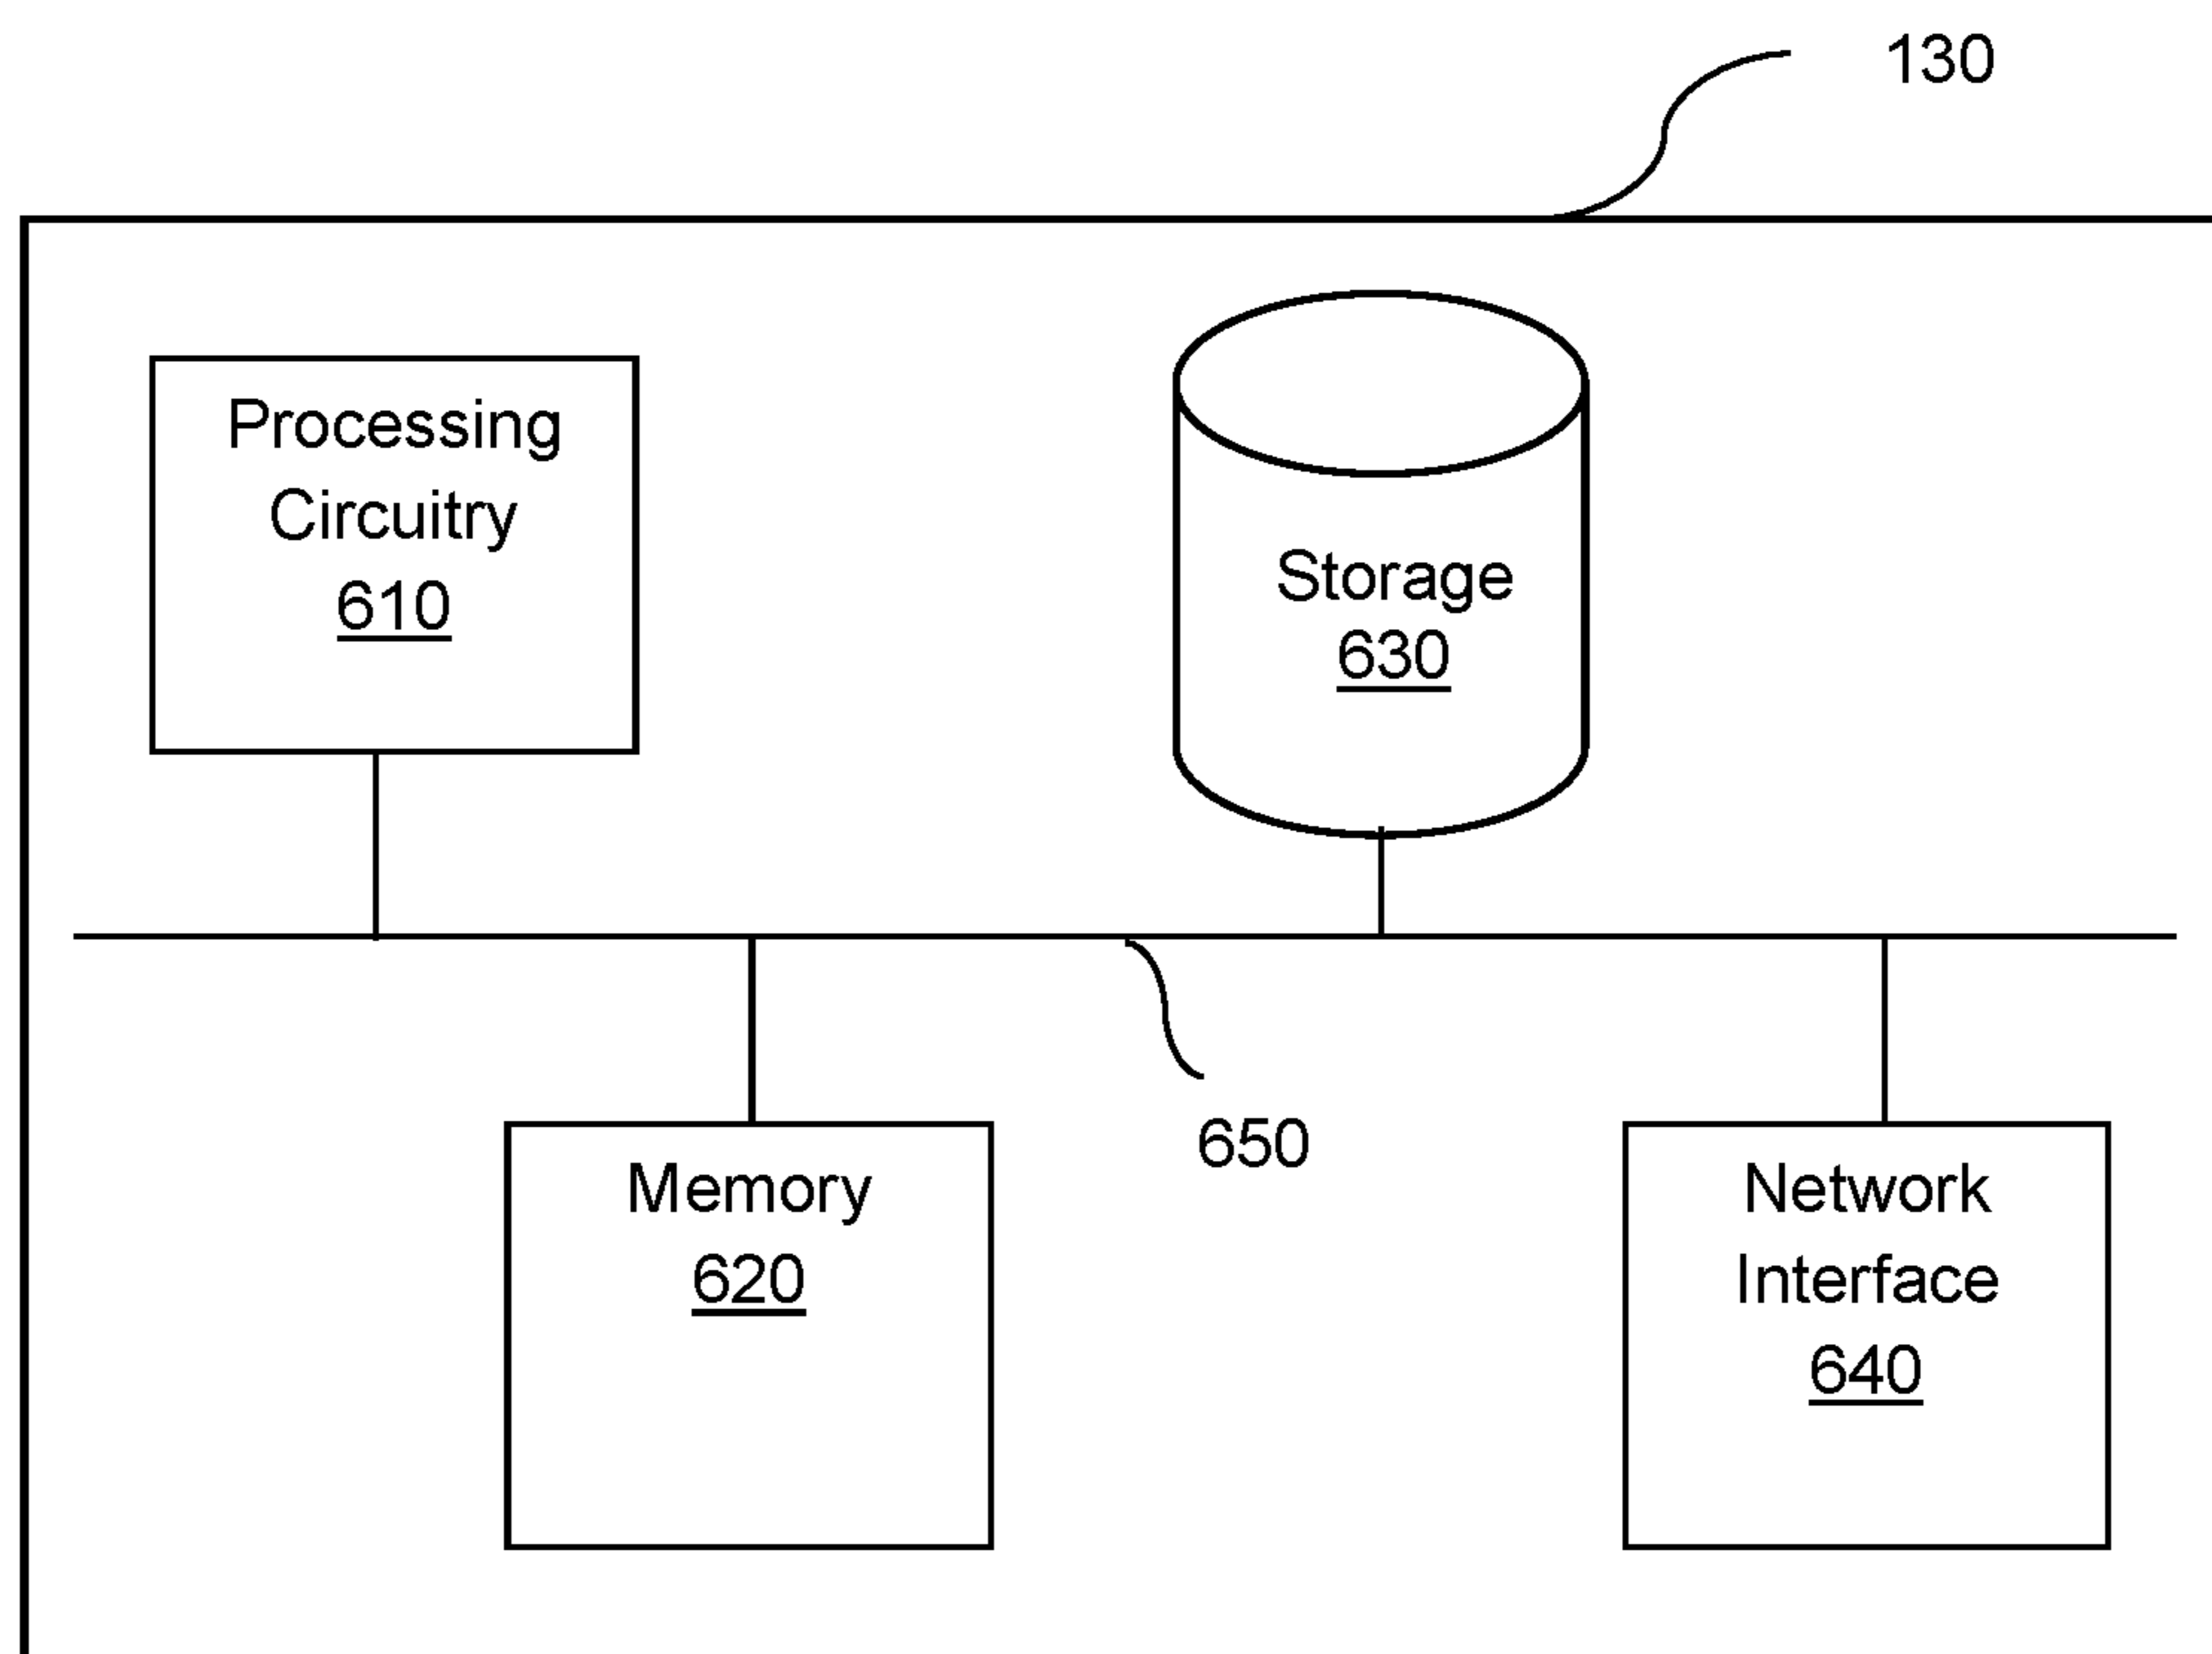 130
Processing
Circuitry
610
Storage
630
650
Memory
620
Network
Interface
640